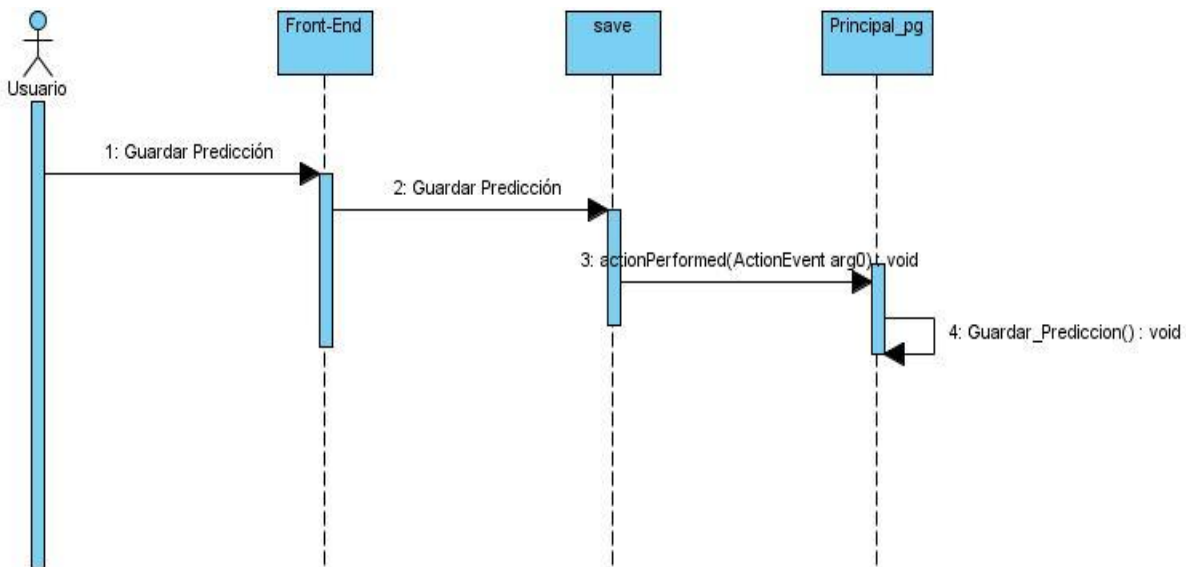 Front-End
save
Principal_pg
Usuario
1: Guardar Predicción
2: Guardar Predicción
3: actionPerformed(ActionEvent arg0) : void
4: Guardar_Prediccion() : void